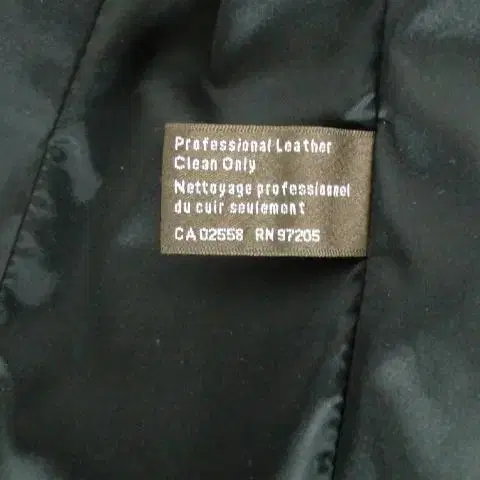 Professional Leather
Clean Only
Nettoyage professionnel
du cuir seulement
CA 02558 RN 97205